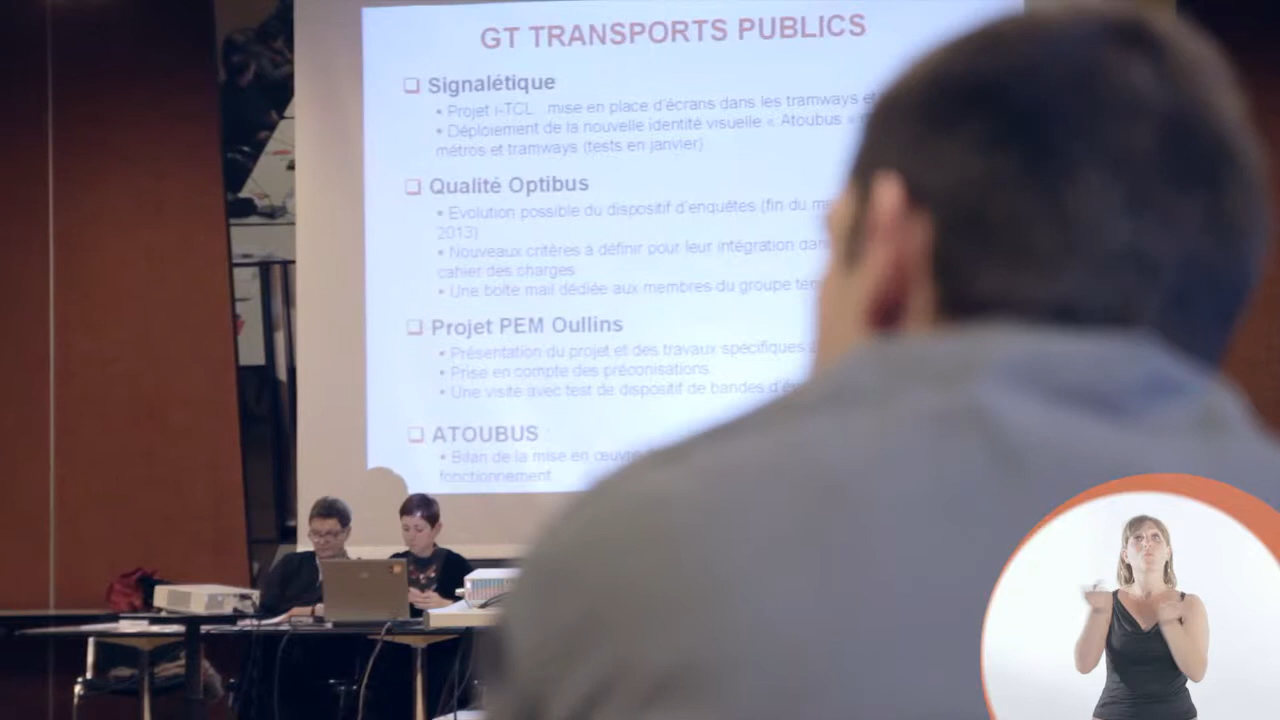 GT TRANSPORTS PUBLICS
Signalétique
• Projet i-TCL mise en place d'écrans dans les tramways et
• Déploiement de la nouvelle identité visuelle « Atoubus »
métros et tramways (tests en janvier)
Qualité Optibus
• Evolution possible du dispositif d'enquêtes (fin du
2013)
• Nouveaux critères à définir pour leur intégration
cahier des charges
• Une boîte mail dédiée aux membres du groupe
Projet PEM Oullins
• Présentation du projet et des travaux spécifiques
• Prise en compte des préconisations
• Une visite avec test de dispositif de bandes
ATOUBUS
• Bilan de la mise en œuvre
fonctionnement